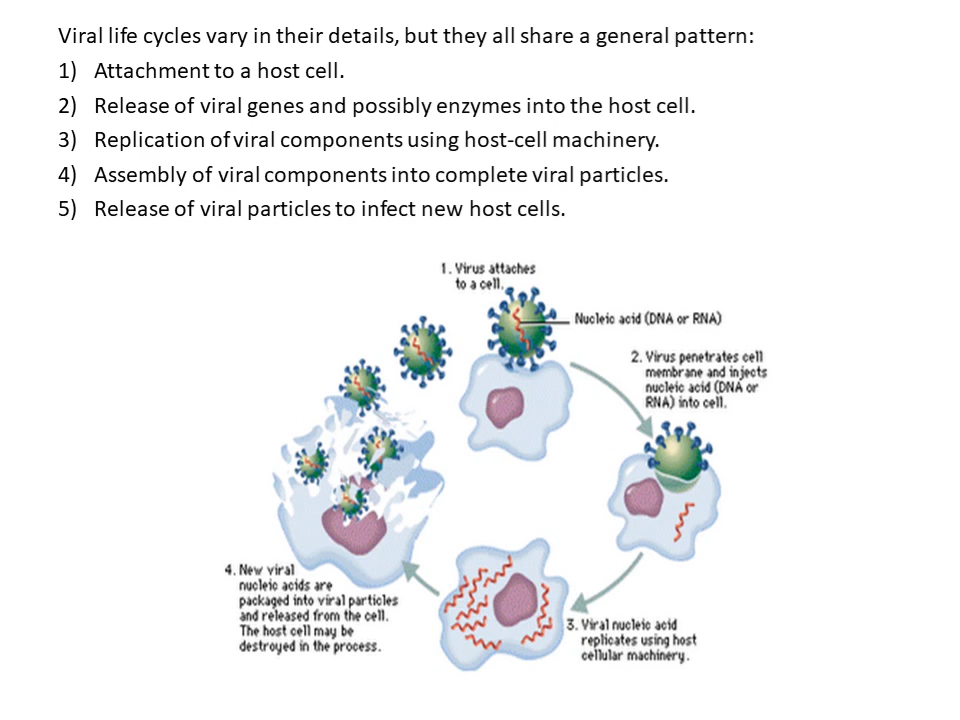 Viral life cycles vary in their details, but they all share a general pattern:
1) Attachment to a host cell.
2) Release of viral genes and possibly enzymes into the host cell.
3) Replication of viral components using host-cell machinery.
4) Assembly of viral components into complete viral particles.
5) Release of viral particles to infect new host cells.
1. Virus attaches
to a cell.
Nucleic acid (DNA or RNA)
2. Virus penetrates cell
membrane and injects
nucleic acid (DNA or
RNA) into cell.
3. Viral nucleic acid
replicates using host
cellular machinery.
4. New viral
nucleic acids are
packaged into viral particles
and released from the cell.
The host cell may be
destroyed in the process.